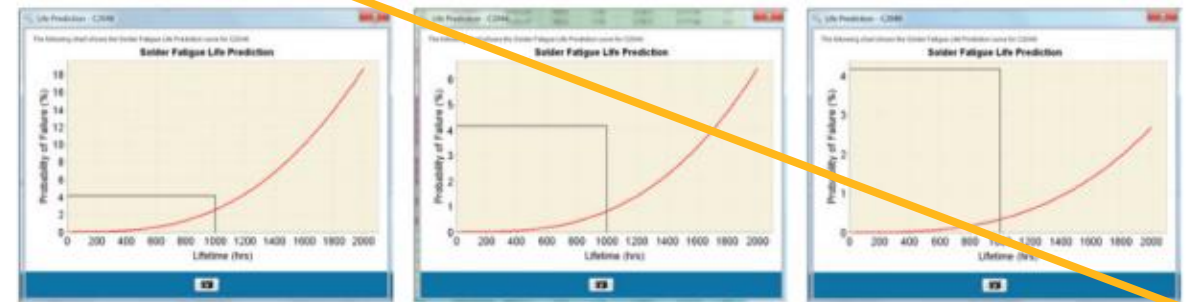 Life Prediction - C2048
The following chart shows the Solder Fatigue Life Prediction curve for C2048
Solder Fatigue Life Prediction
Probability of Failure (%)
18
16
14
12
10
8
6
4
2
0
0 200 400 600 800 1000 1200 1400 1600 1800 2000
Lifetime (hrs)
Life Prediction - C2048
Solder Fatigue Life Prediction
Probability of Failure (%)
6
5
4
3
2
1
0
0 200 400 600 800 1000 1200 1400 1600 1800 2000
Lifetime (hrs)
Life Prediction - C2048
The following chart shows the Solder Fatigue Life Prediction curve for C2048
Solder Fatigue Life Prediction
Probability of Failure (%)
4
3
2
1
0
0 200 400 600 800 1200 1400 1600 1800 2000
Lifetime (hrs)